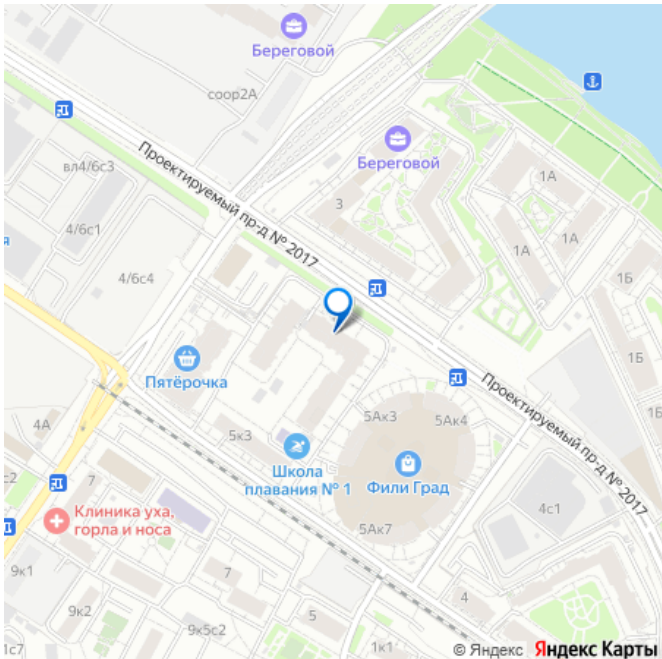 Береговой
соор2А
вл4/6с3
Проектируемый пр-д № 2017
Береговой
1А
3
4/6с1
1А
1А
4/6с4
1Б
Пятёрочка
1Б
5Ак3
5Ак4
Проектируемый пр-д № 2017
4А
5к3
Школа
плавания № 1
Фили Град
7
Клиника уха,
горла и носа
4с1
5Ак7
9к1
7
9к2
5
4
9к5с2
1к1
1с7
© Яндекс Яндекс Карты